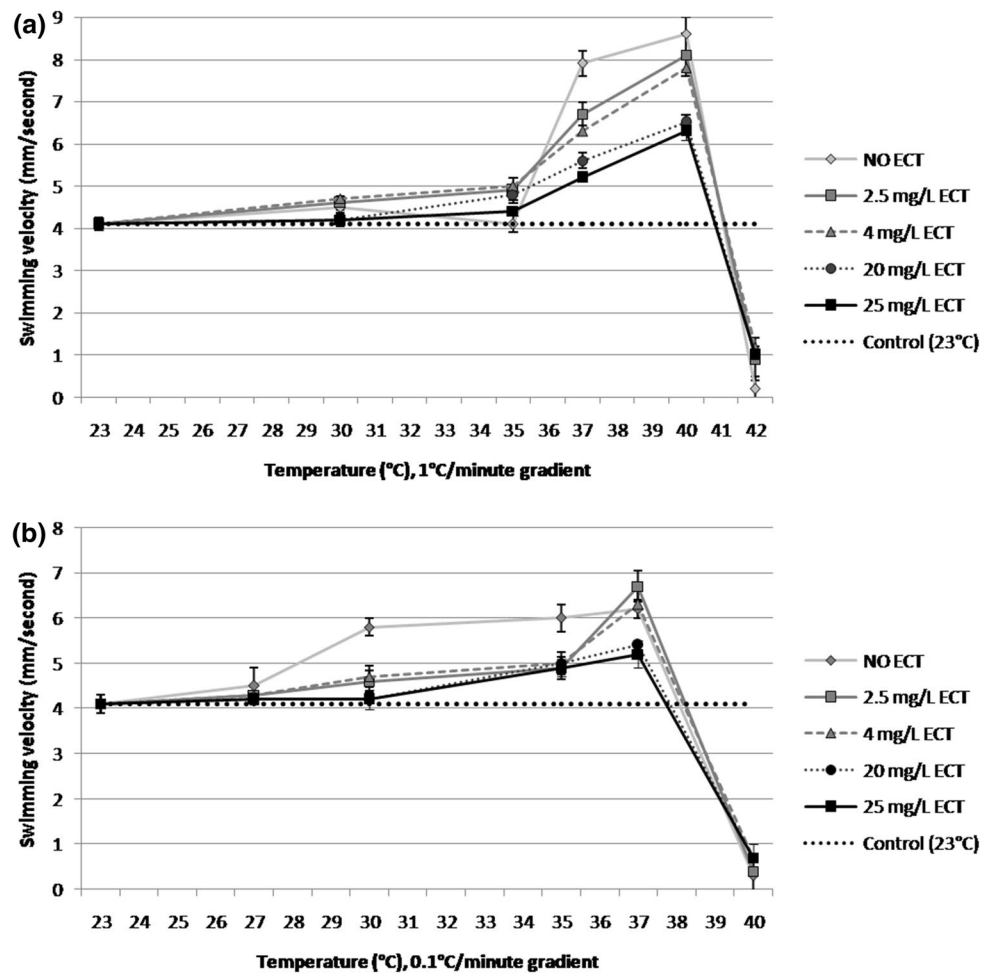 (a)
Swimming velocity (mm/second)
9
8
7
6
5
4
3
2
1
0
23 24 25 26 27 28 29 30 31 32 33 34 35 36 37 38 39 40 41 42
Temperature (°C), 1°C/minute gradient
NO ECT
2.5 mg/L ECT
4 mg/L ECT
20 mg/L ECT
25 mg/L ECT
Control (23°C)
(b)
Swimming velocity (mm/second)
8
7
6
5
4
3
2
1
0
23 24 25 26 27 28 29 30 31 32 33 34 35 36 37 38 39 40
Temperature (°C), 0.1°C/minute gradient
NO ECT
2.5 mg/L ECT
4 mg/L ECT
20 mg/L ECT
25 mg/L ECT
Control (23°C)